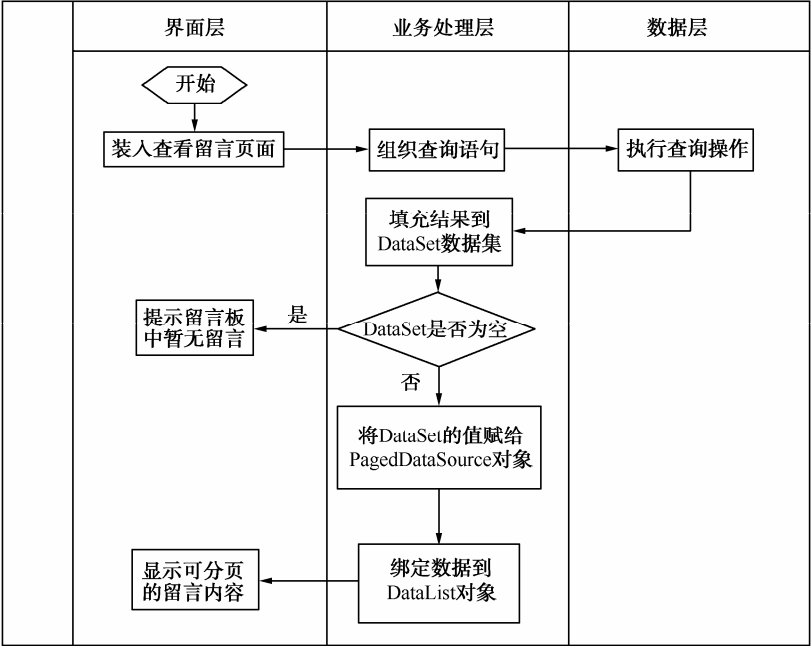 界面层
业务处理层
数据层
开始
装入查看留言页面
组织查询语句
执行查询操作
填充结果到
DataSet数据集
DataSet是否为空
是
提示留言板
中暂无留言
否
将DataSet的值赋给
PagedDataSource对象
绑定数据到
DataList对象
显示可分页
的留言内容